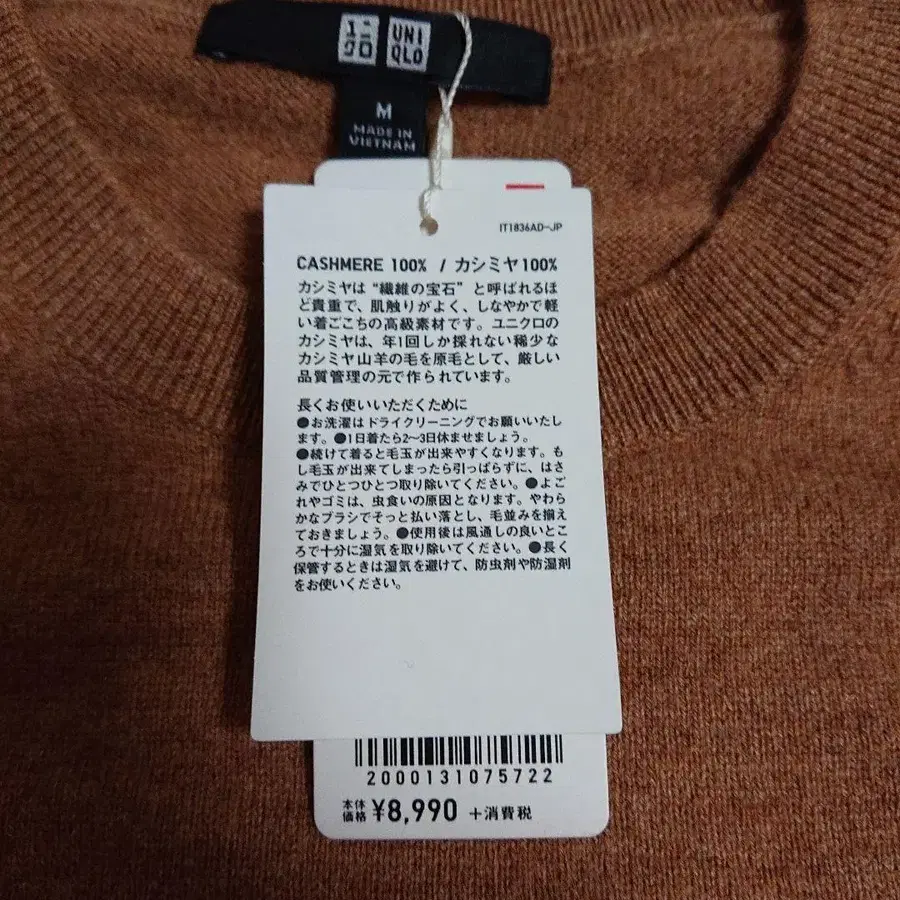 UNI
QLO
M
MADE IN
VIETNAM
IT1836AD-JP
CASHMERE 100% / カシミヤ100%
カシミヤは“繊維の宝石”と呼ばれるほ
ど貴重で、肌触りがよく、しなやかで軽
い着ごこちの高級素材です。ユニクロの
カシミヤは、年1回しか採れない稀少な
カシミヤ山羊の毛を原毛として、厳しい
品質管理の元で作られています。
長くお使いいただくために
●お洗濯はドライクリーニングでお願いいたし
ます。●1日着たら2〜3日休ませましょう。
●続けて着ると毛玉が出来やすくなります。も
し毛玉が出来てしまったら引っぱらずに、はさ
みでひとつひとつ取り除いてください。●よご
れやゴミは、虫食いの原因となります。やわら
かなブラシでそっと払い落とし、毛並みを揃え
ておきましょう。●使用後は風通しの良いとこ
ろで十分に湿気を取り除いてください。●長く
保管するときは湿気を避けて、防虫剤や防湿剤
をお使いください。
2000131075722
本体価格 ¥8,990 +消費税